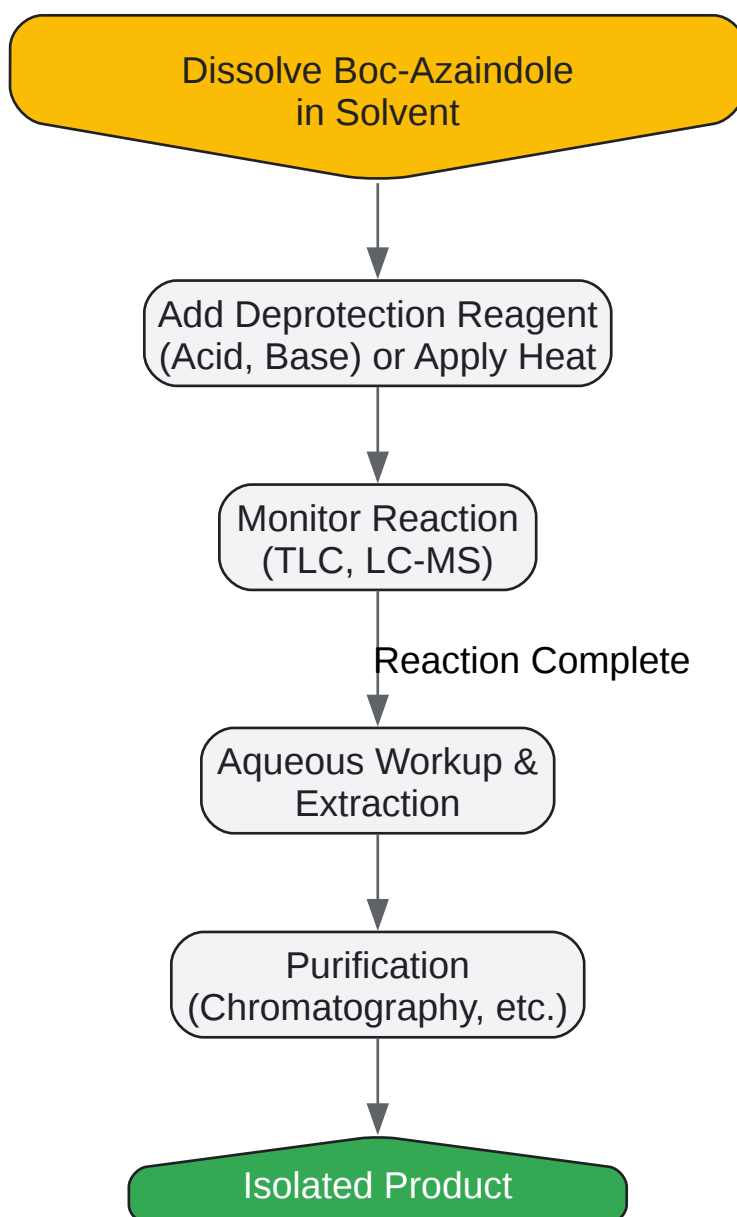 Dissolve Boc-Azaindole
in Solvent
Add Deprotection Reagent
(Acid, Base) or Apply Heat
Monitor Reaction
(TLC, LC-MS)
Reaction Complete
Aqueous Workup &
Extraction
Purification
(Chromatography, etc.)
Isolated Product